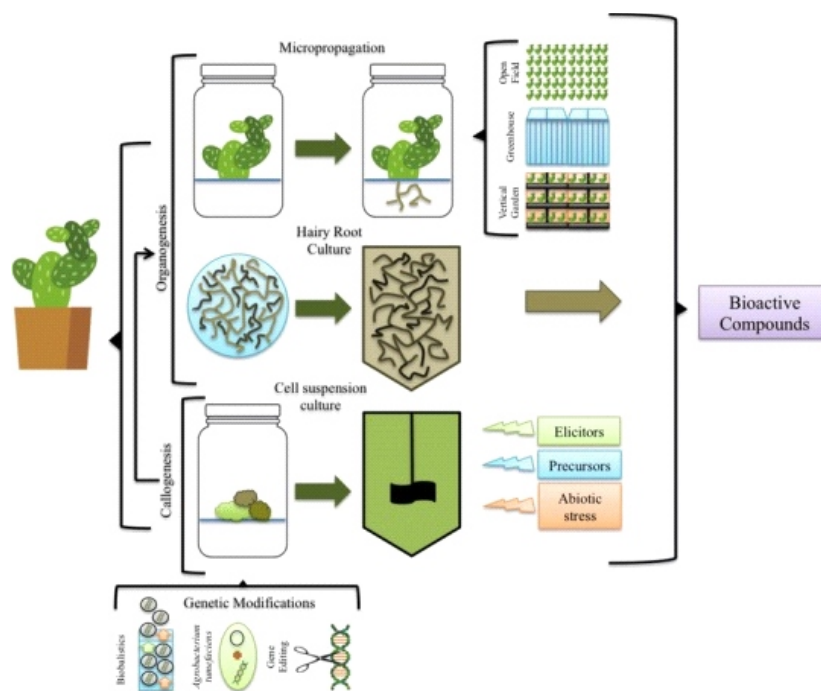 Micropropagation
Open
Field
Greenhouse
Vertical
Garden
Organogenesis
Hairy Root
Culture
Bioactive
Compounds
Cell suspension
culture
Callogenesis
Elicitors
Precursors
Abiotic
stress
Genetic Modifications
Biobalistics
Agrobacterium
tumefaciens
Gene
Editing